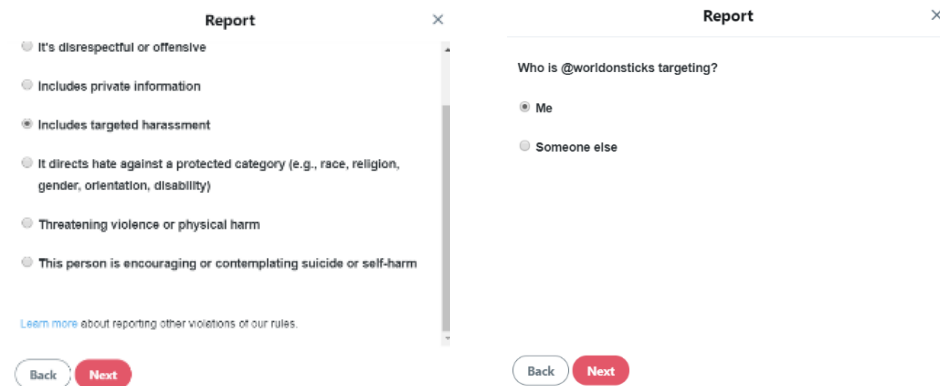 Report
It's disrespectful or offensive
Includes private information
Includes targeted harassment
It directs hate against a protected category (e.g., race, religion,
gender, orientation, disability)
Threatening violence or physical harm
This person is encouraging or contemplating suicide or self-harm
Learn more about reporting other violations of our rules.
Back Next
Report
Who is @worldonsticks targeting?
Me
Someone else
Back Next